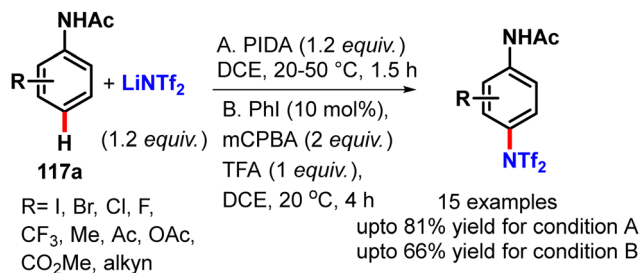 NHAc
R
+ LiNTf2
H
(1.2 equiv.)
117a
R= I, Br, Cl, F,
CF3, Me, Ac, OAc,
CO2Me, alkyn
A. PIDA (1.2 equiv.)
DCE, 20-50 °C, 1.5 h
B. PhI (10 mol%),
mCPBA (2 equiv.)
TFA (1 equiv.),
DCE, 20 °C, 4 h
NHAc
R
NTf2
15 examples
upto 81% yield for condition A
upto 66% yield for condition B